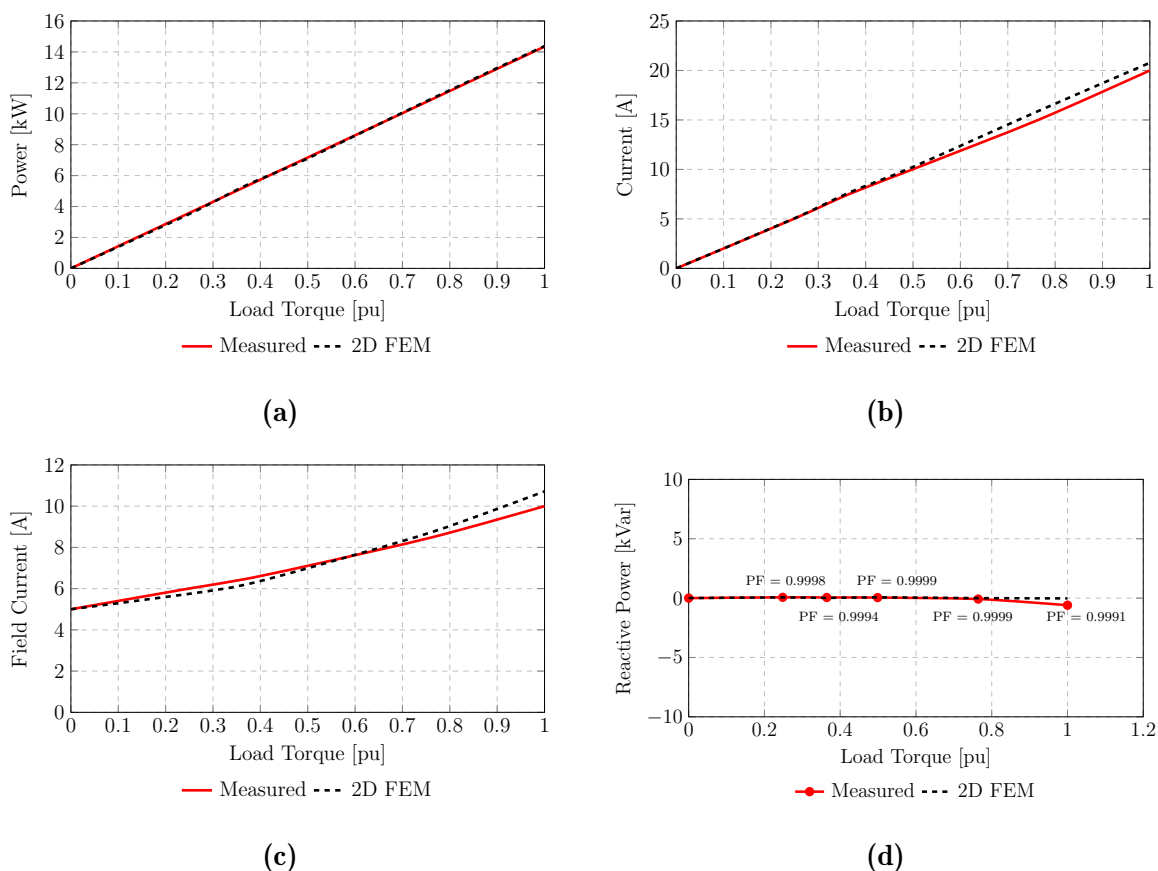 16
14
12
10
8
6
4
2
0
Power [kW]
0 0.1 0.2 0.3 0.4 0.5 0.6 0.7 0.8 0.9 1
Load Torque [pu]
Measured 2D FEM
(a)
25
20
15
10
5
0
Current [A]
0 0.1 0.2 0.3 0.4 0.5 0.6 0.7 0.8 0.9 1
Load Torque [pu]
Measured 2D FEM
(b)
12
10
8
6
4
2
0
Field Current [A]
0 0.1 0.2 0.3 0.4 0.5 0.6 0.7 0.8 0.9 1
Load Torque [pu]
Measured 2D FEM
(c)
10
5
0
−5
−10
Reactive Power [kVar]
PF = 0.9998 PF = 0.9999
PF = 0.9994 PF = 0.9999 PF = 0.9991
0 0.2 0.4 0.6 0.8 1 1.2
Load Torque [pu]
Measured 2D FEM
(d)